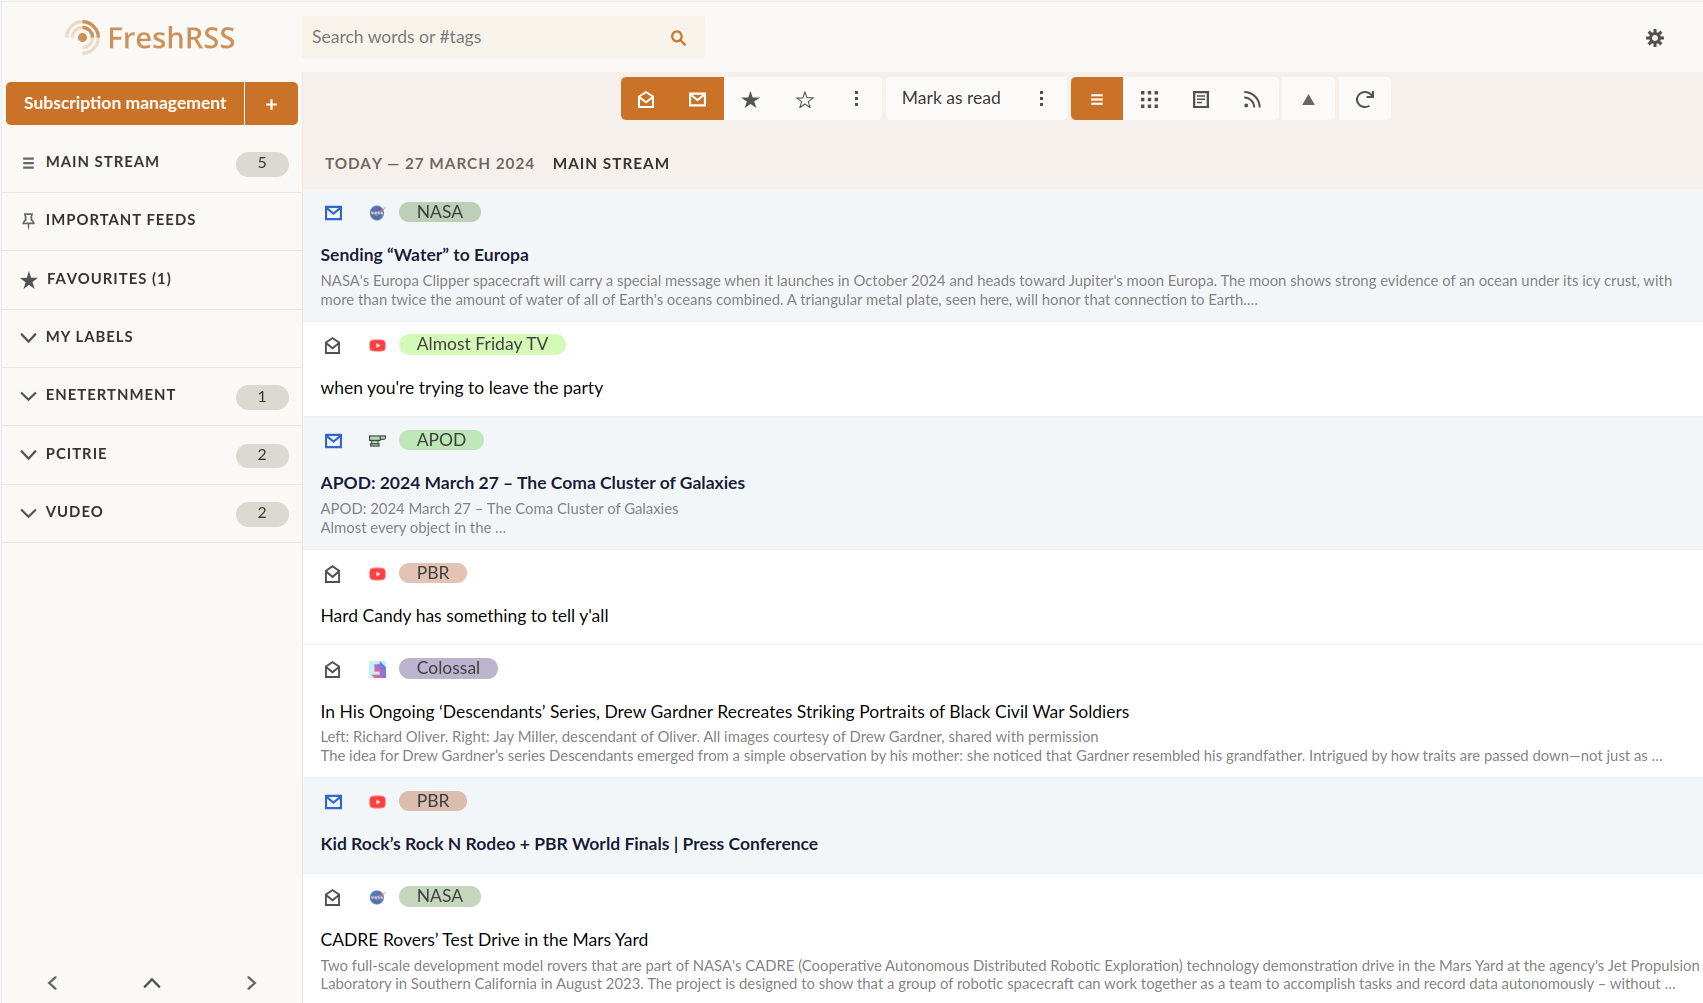 FreshRSS
Search words or #tags
Subscription management
+
MAIN STREAM
5
IMPORTANT FEEDS
FAVOURITES (1)
MY LABELS
ENETERTNMENT
1
PCITRIE
2
VUDEO
2
Mark as read
TODAY — 27 MARCH 2024 MAIN STREAM
NASA
Sending “Water” to Europa
NASA's Europa Clipper spacecraft will carry a special message when it launches in October 2024 and heads toward Jupiter's moon Europa. The moon shows strong evidence of an ocean under its icy crust, with
more than twice the amount of water of all of Earth's oceans combined. A triangular metal plate, seen here, will honor that connection to Earth....
Almost Friday TV
when you're trying to leave the party
APOD
APOD: 2024 March 27 – The Coma Cluster of Galaxies
APOD: 2024 March 27 – The Coma Cluster of Galaxies
Almost every object in the ...
PBR
Hard Candy has something to tell y'all
Colossal
In His Ongoing ‘Descendants’ Series, Drew Gardner Recreates Striking Portraits of Black Civil War Soldiers
Left: Richard Oliver. Right: Jay Miller, descendant of Oliver. All images courtesy of Drew Gardner, shared with permission
The idea for Drew Gardner’s series Descendants emerged from a simple observation by his mother: she noticed that Gardner resembled his grandfather. Intrigued by how traits are passed down—not just as ...
PBR
Kid Rock’s Rock N Rodeo + PBR World Finals | Press Conference
NASA
CADRE Rovers’ Test Drive in the Mars Yard
Two full-scale development model rovers that are part of NASA's CADRE (Cooperative Autonomous Distributed Robotic Exploration) technology demonstration drive in the Mars Yard at the agency's Jet Propulsion
Laboratory in Southern California in August 2023. The project is designed to show that a group of robotic spacecraft can work together as a team to accomplish tasks and record data autonomously – without ...